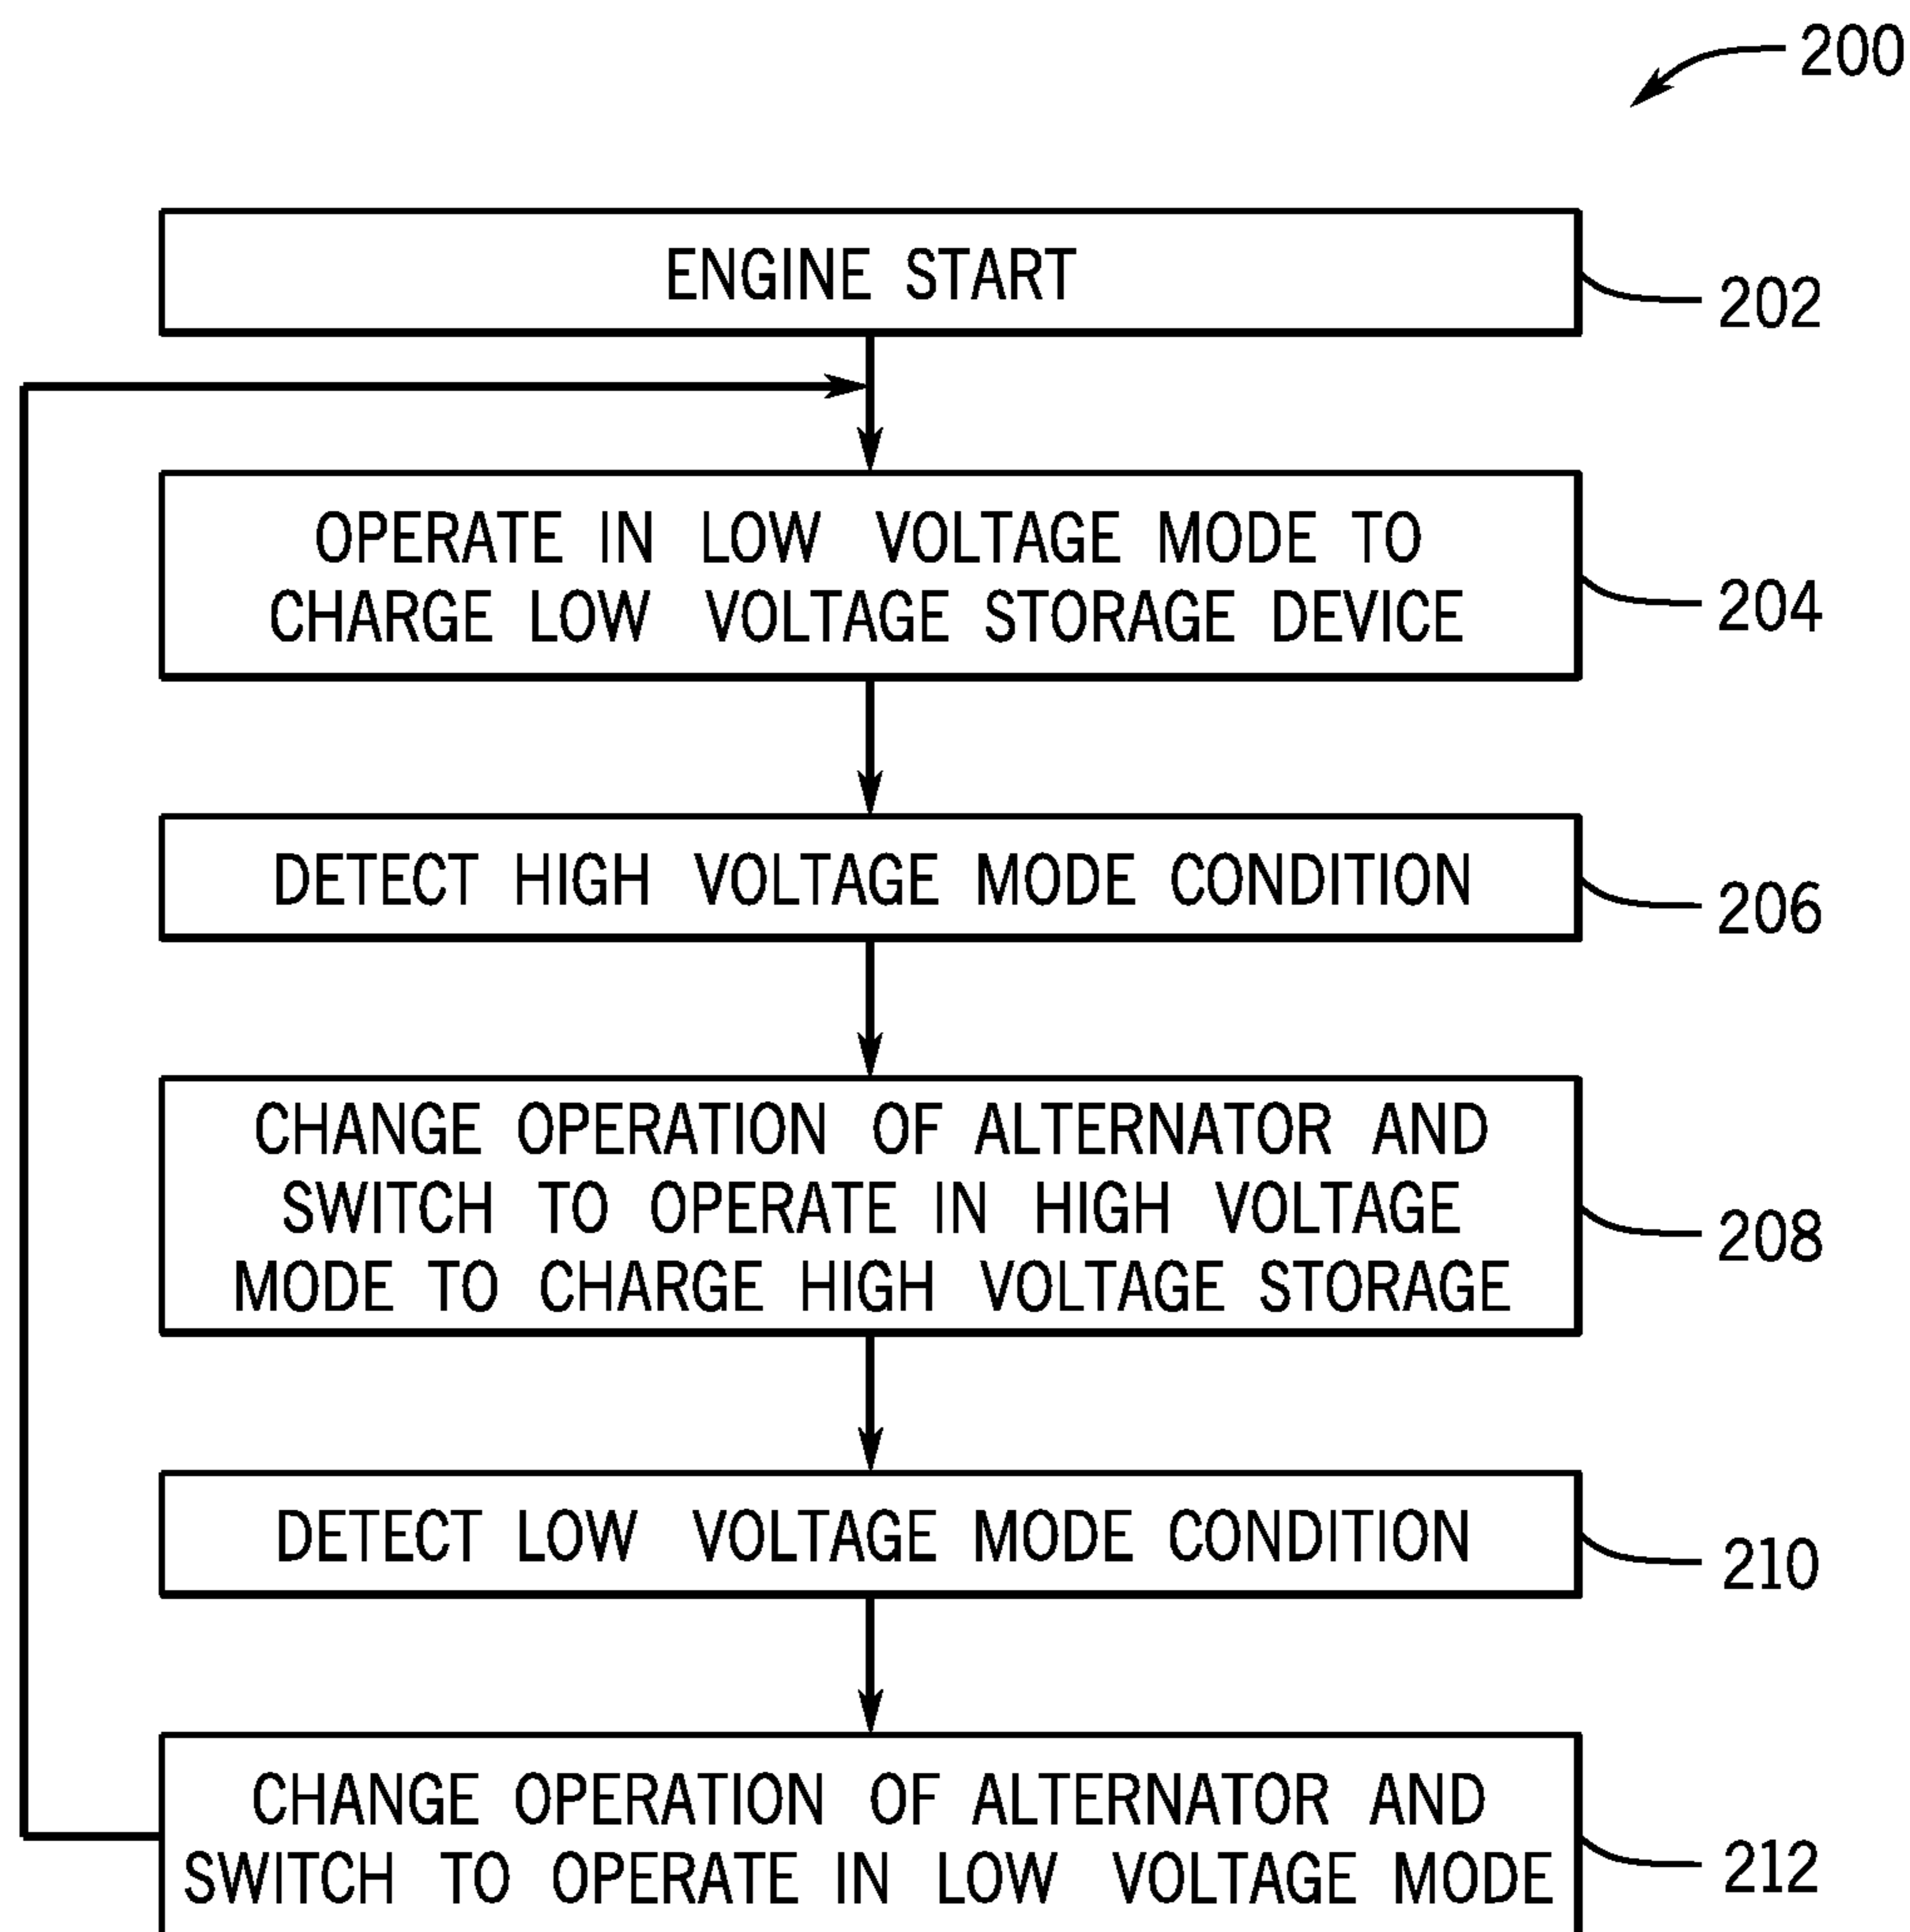 200
ENGINE START
202
OPERATE IN LOW VOLTAGE MODE TO
CHARGE LOW VOLTAGE STORAGE DEVICE
204
DETECT HIGH VOLTAGE MODE CONDITION
206
CHANGE OPERATION OF ALTERNATOR AND
SWITCH TO OPERATE IN HIGH VOLTAGE
MODE TO CHARGE HIGH VOLTAGE STORAGE
208
DETECT LOW VOLTAGE MODE CONDITION
210
CHANGE OPERATION OF ALTERNATOR AND
SWITCH TO OPERATE IN LOW VOLTAGE MODE
212